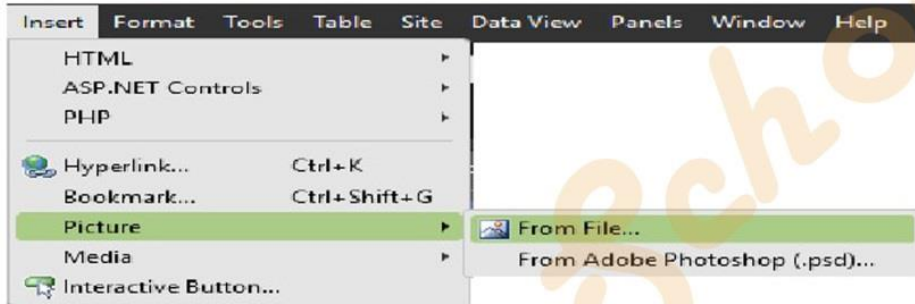 Insert Format Tools Table Site Data View Panels Window Help
HTML
ASP.NET Controls
PHP
Hyperlink... Ctrl+K
Bookmark... Ctrl+Shift+G
Picture
From File...
Media
From Adobe Photoshop (.psd)...
Interactive Button...
cho